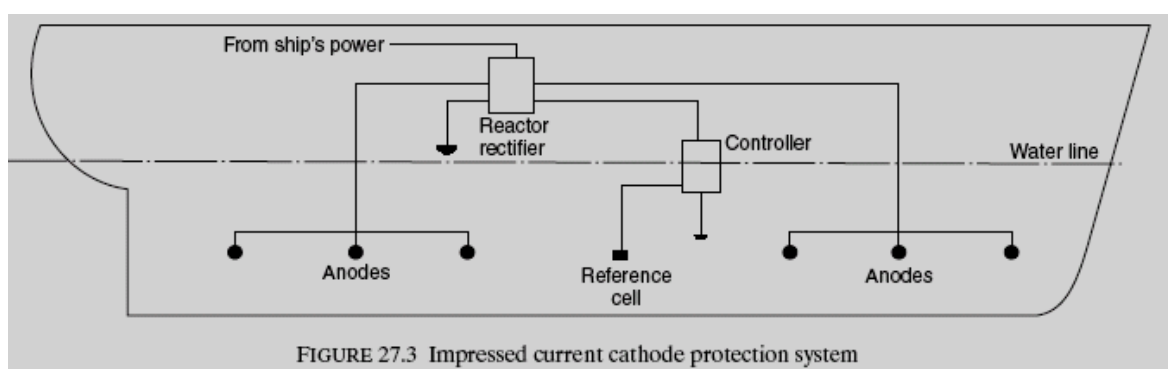 From ship's power
Reactor
rectifier
Controller
Water line
Anodes
Reference
cell
Anodes
FIGURE 27.3 Impressed current cathode protection system